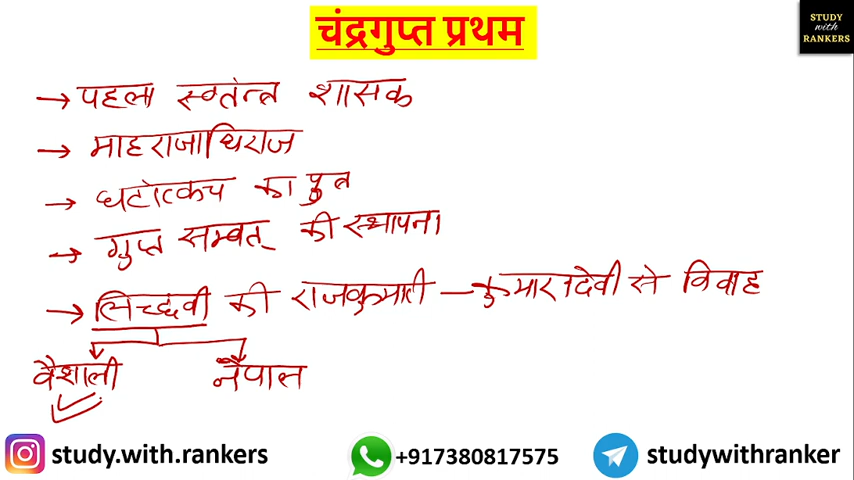 चंद्रगुप्त प्रथम
STUDY
with
RANKERS
→ पहला स्वतंन्त्र शासक
→ माहराजाधिराज
→ घटोत्कच का पुत्र
→ गुप्त सम्वत् की स्थापना
→ लिच्छवी की राजकुमारी – कुमारदेवी से विवाह
वैशाली नेपाल
study.with.rankers
+917380817575
studywithranker